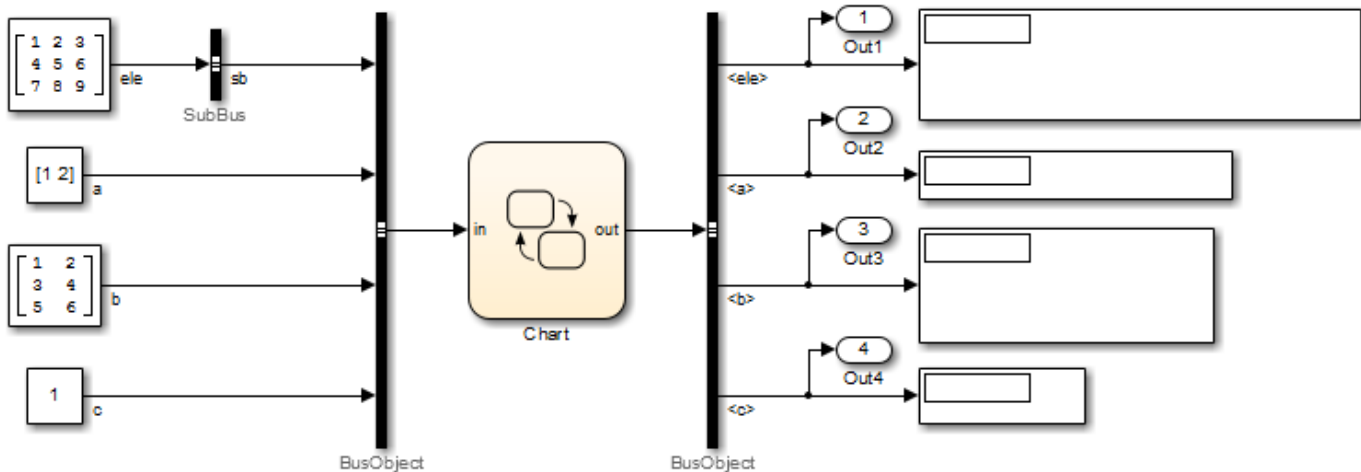 1 2 3
4 5 6
7 8 9
ele
sb
SubBus
[1 2]
a
1 2
3 4
5 6
b
1
c
BusObject
in
out
Chart
BusObject
<ele>
1
Out1
<a>
2
Out2
<b>
3
Out3
<c>
4
Out4